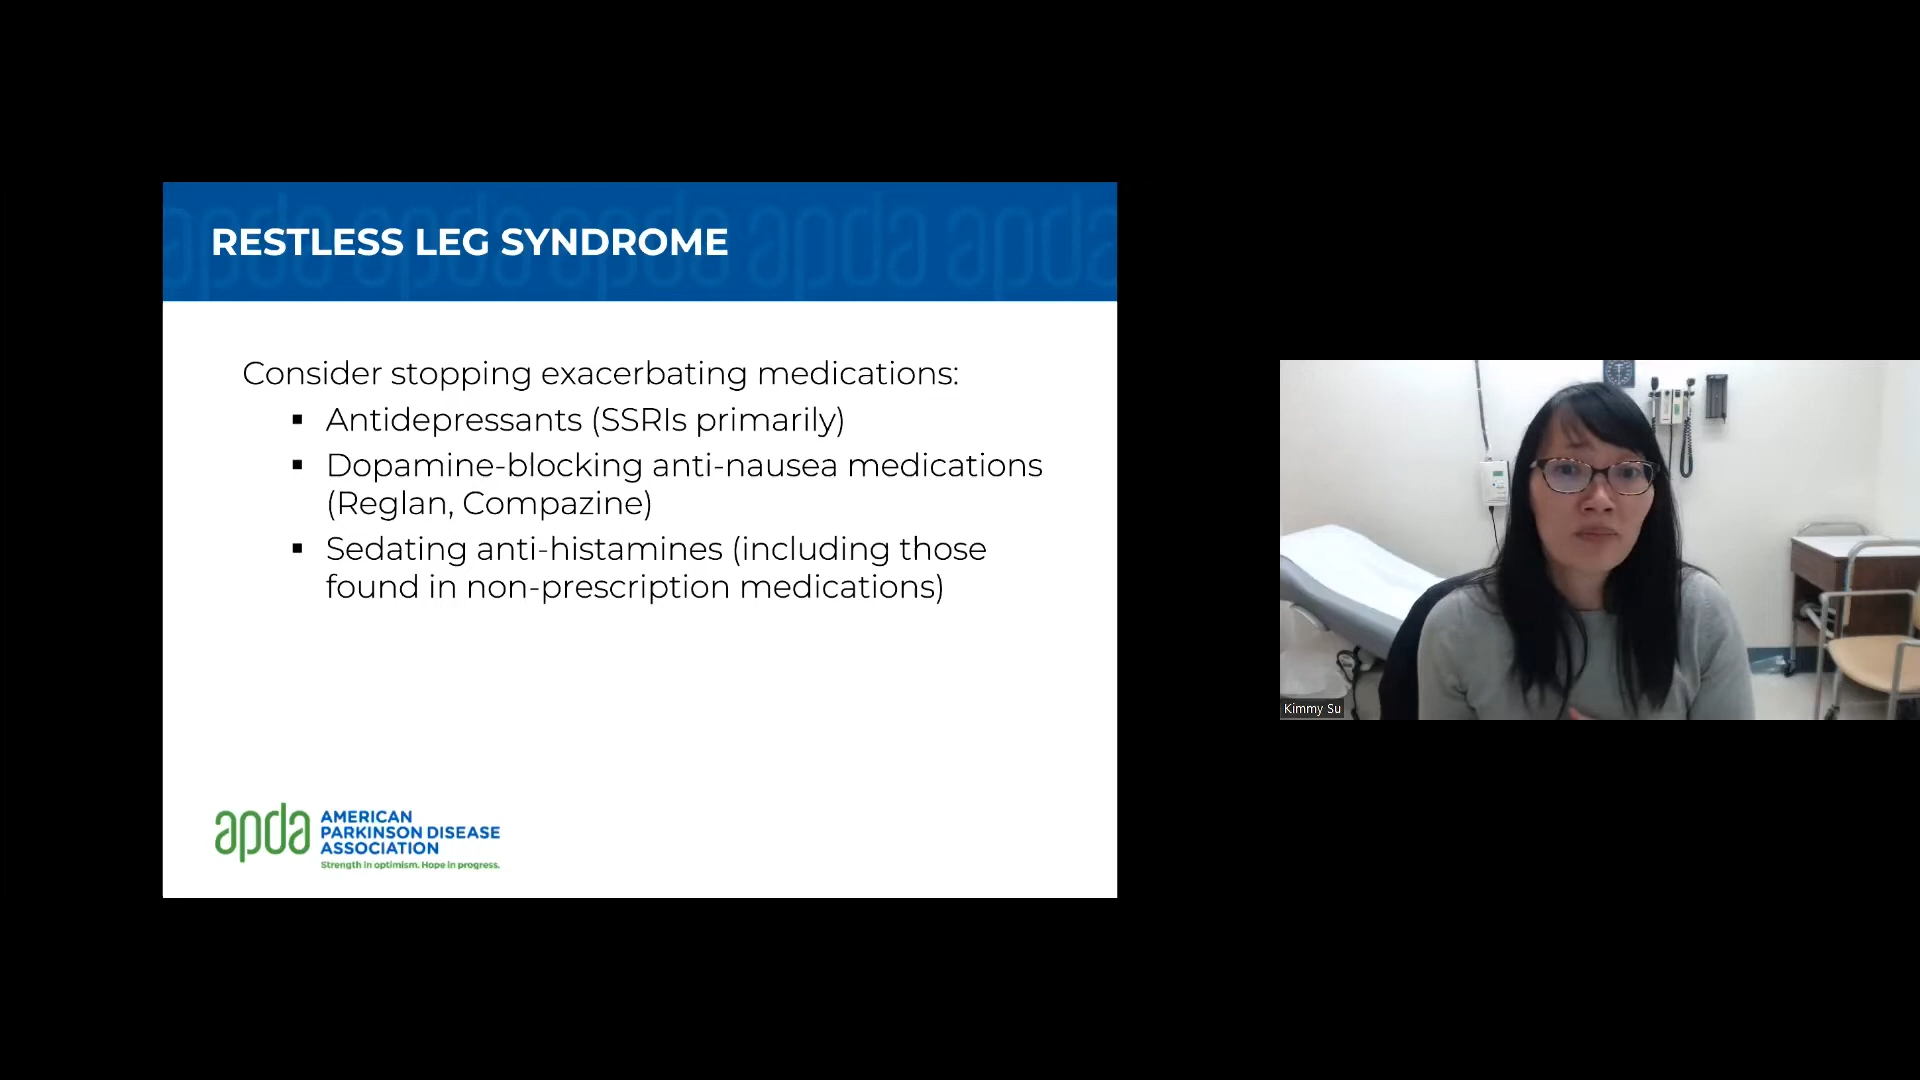 RESTLESS LEG SYNDROME
Consider stopping exacerbating medications:
▪ Antidepressants (SSRIs primarily)
▪ Dopamine-blocking anti-nausea medications
(Reglan, Compazine)
▪ Sedating anti-histamines (including those
found in non-prescription medications)
apda
AMERICAN
PARKINSON DISEASE
ASSOCIATION
Strength in optimism. Hope in progress.
Kimmy Su